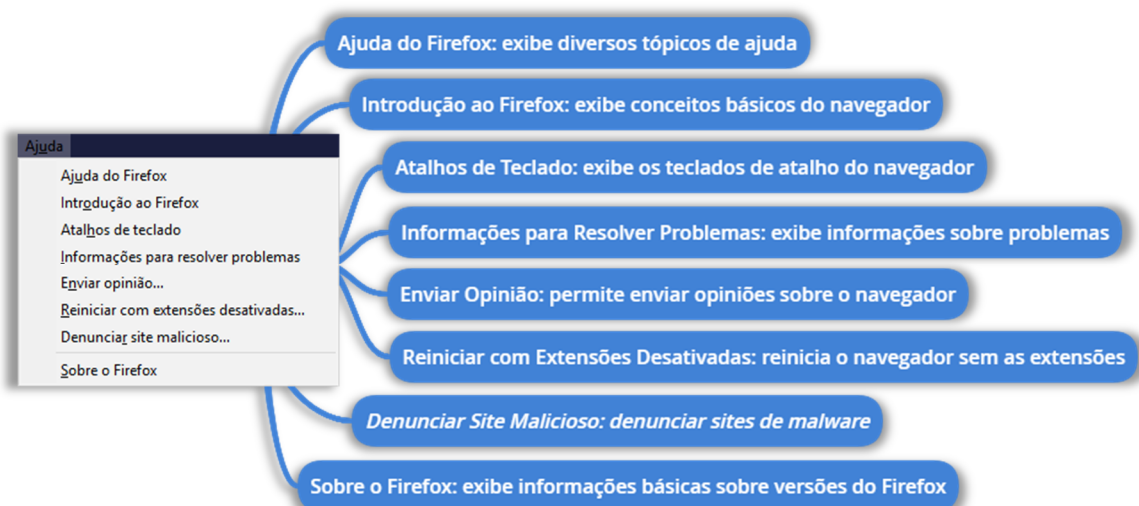 Ajuda
Ajuda do Firefox
Introdução ao Firefox
Atalhos de teclado
Informações para resolver problemas
Enviar opinião...
Reiniciar com extensões desativadas...
Denunciar site malicioso...
Sobre o Firefox
Ajuda do Firefox: exibe diversos tópicos de ajuda
Introdução ao Firefox: exibe conceitos básicos do navegador
Atalhos de Teclado: exibe os teclados de atalho do navegador
Informações para Resolver Problemas: exibe informações sobre problemas
Enviar Opinião: permite enviar opiniões sobre o navegador
Reiniciar com Extensões Desativadas: reinicia o navegador sem as extensões
Denunciar Site Malicioso: denunciar sites de malware
Sobre o Firefox: exibe informações básicas sobre versões do Firefox